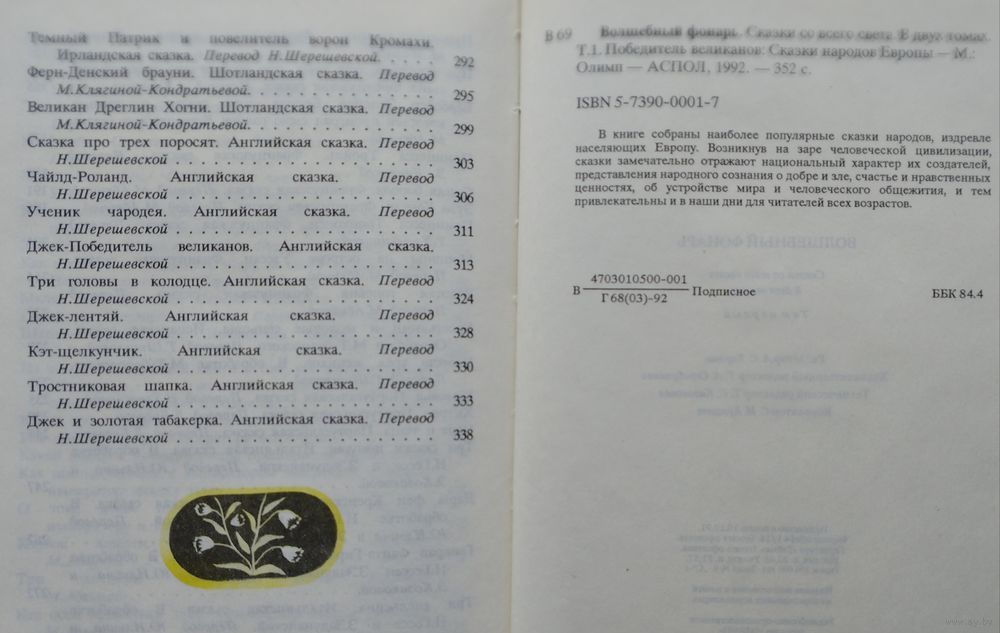 Темный Патрик и повелитель ворон Кромахи.
Ирландская сказка. Перевод Н.Шерешевской. . . . . 292
Ферн-Денский брауни. Шотландская сказка. Перевод
М.Клягиной-Кондратьевой. . . . . . . . . . . . . . . . 295
Великан Дреглин Хогни. Шотландская сказка. Перевод
М.Клягиной-Кондратьевой. . . . . . . . . . . . . . . . 299
Сказка про трех поросят. Английская сказка. Перевод
Н.Шерешевской . . . . . . . . . . . . . . . . . . . . 303
Чайлд-Роланд. Английская сказка. Перевод
Н.Шерешевской . . . . . . . . . . . . . . . . . . . . 306
Ученик чародея. Английская сказка. Перевод
Н.Шерешевской . . . . . . . . . . . . . . . . . . . . 311
Джек-Победитель великанов. Английская сказка.
Н.Шерешевской . . . . . . . . . . . . . . . . . . . . 313
Три головы в колодце. Английская сказка. Перевод
Н.Шерешевской . . . . . . . . . . . . . . . . . . . . 324
Джек-лентяй. Английская сказка. Перевод
Н.Шерешевской . . . . . . . . . . . . . . . . . . . . 328
Кэт-щелкунчик. Английская сказка. Перевод
Н.Шерешевской . . . . . . . . . . . . . . . . . . . . 330
Тростниковая шапка. Английская сказка. Перевод
Н.Шерешевской . . . . . . . . . . . . . . . . . . . . 333
Джек и золотая табакерка. Английская сказка. Перевод
Н.Шерешевской . . . . . . . . . . . . . . . . . . . . 338
В 69 Волшебный фонарь. Сказки со всего света. В двух томах.
Т.1. Победитель великанов: Сказки народов Европы — М.:
Олимп — АСПОЛ, 1992. — 352 с.
ISBN 5-7390-0001-7
В книге собраны наиболее популярные сказки народов, издревле
населяющих Европу. Возникнув на заре человеческой цивилизации,
сказки замечательно отражают национальный характер их создателей,
представления народного сознания о добре и зле, счастье и нравственных
ценностях, об устройстве мира и человеческого общежития, и тем
привлекательны и в наши дни для читателей всех возрастов.
4703010500-001
В Подписное ББК 84.4
Г68(03)-92
www.ay.by